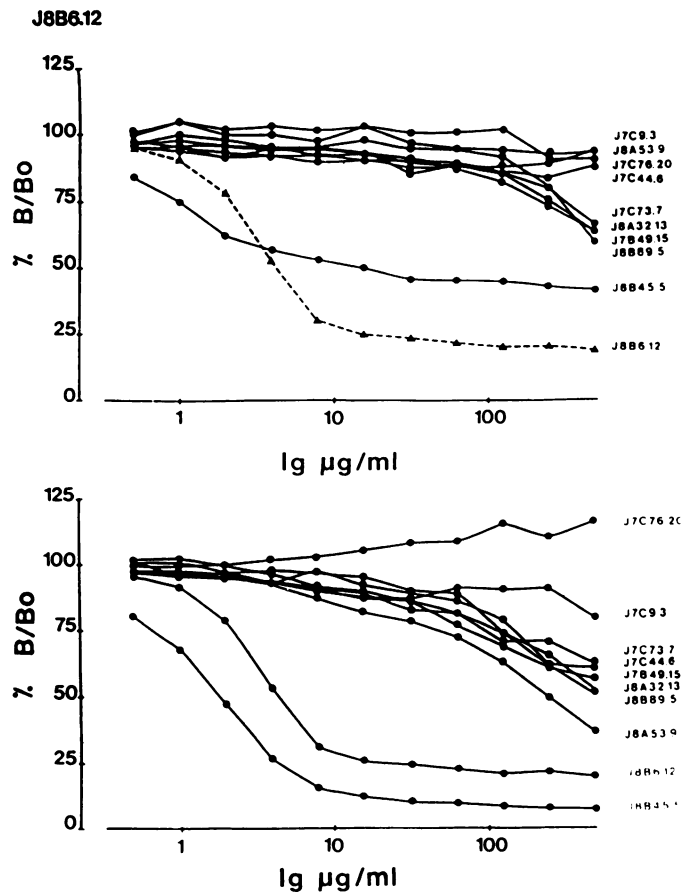 J8B6.12
125
100
75
50
25
0
% B/Bo
1
10
100
Ig µg/ml
J7C9.3
J8A53.9
J7C76.20
J7C44.6
J7C73.7
J8A32.13
J7B49.15
J8B89.5
J8B45.5
J8B6.12
125
100
75
50
25
0
% B/Bo
1
10
100
Ig µg/ml
J7C76.20
J7C9.3
J7C73.7
J7C44.6
J7B49.15
J8A32.13
J8B89.5
J8A53.9
J8B6.12